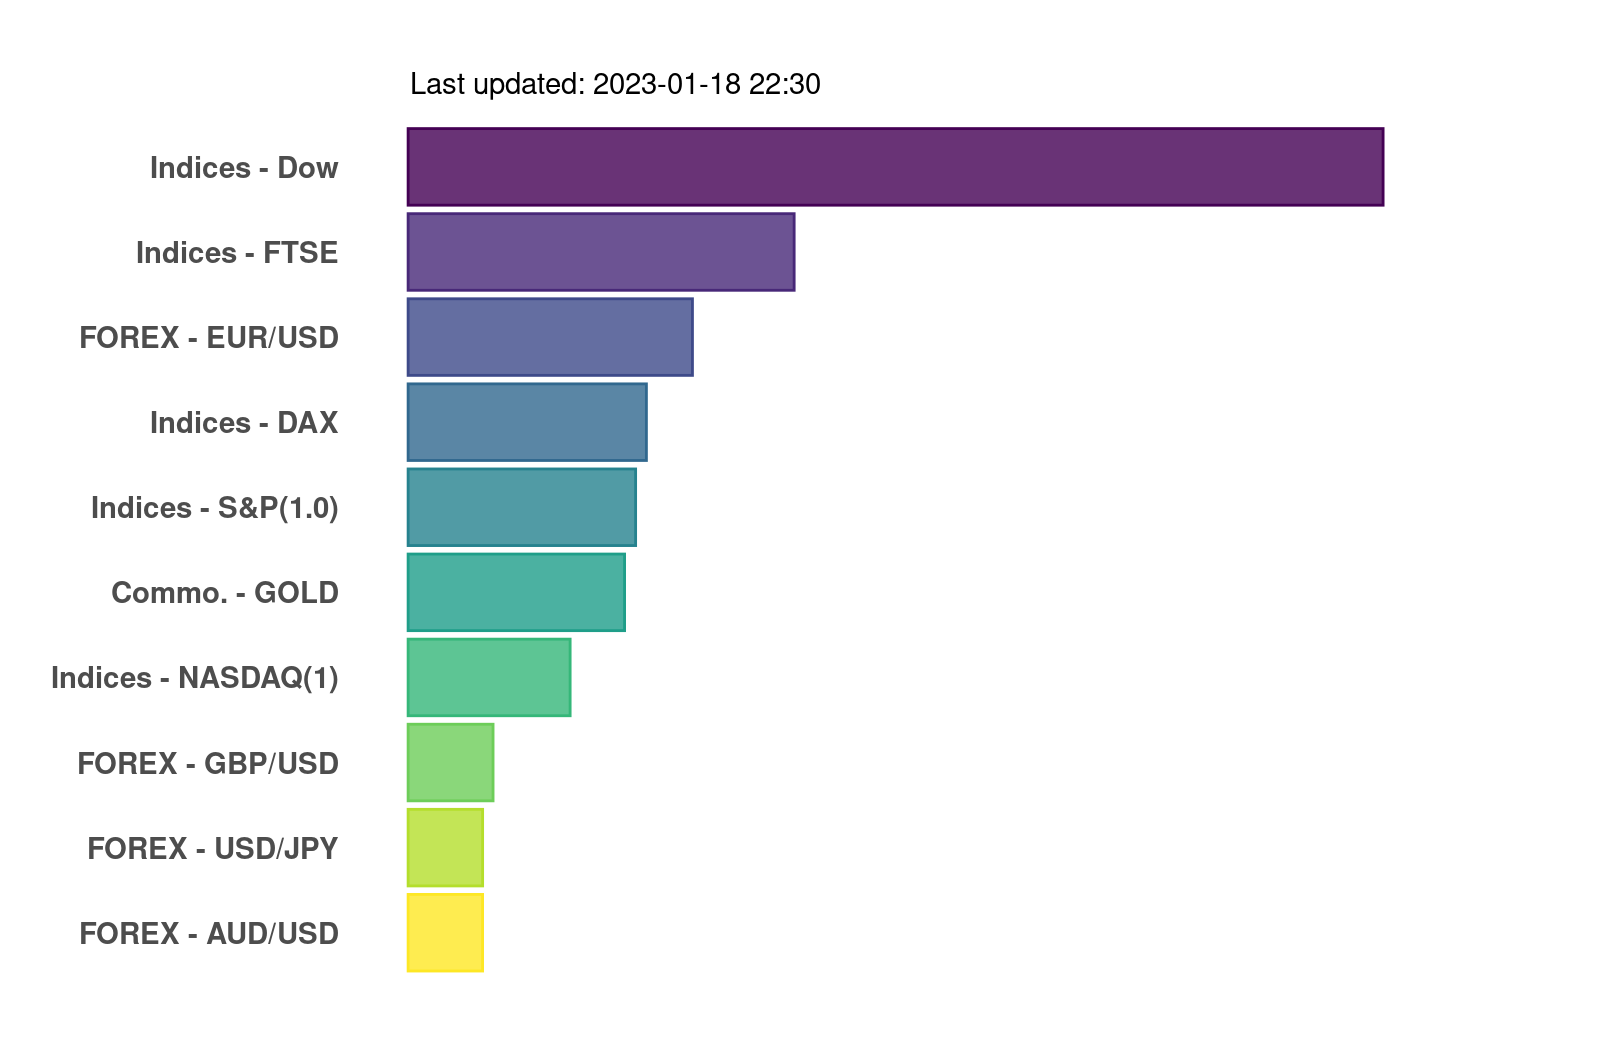 Last updated: 2023-01-18 22:30
Indices - Dow
Indices - FTSE
FOREX - EUR/USD
Indices - DAX
Indices - S&P(1.0)
Commo. - GOLD
Indices - NASDAQ(1)
FOREX - GBP/USD
FOREX - USD/JPY
FOREX - AUD/USD